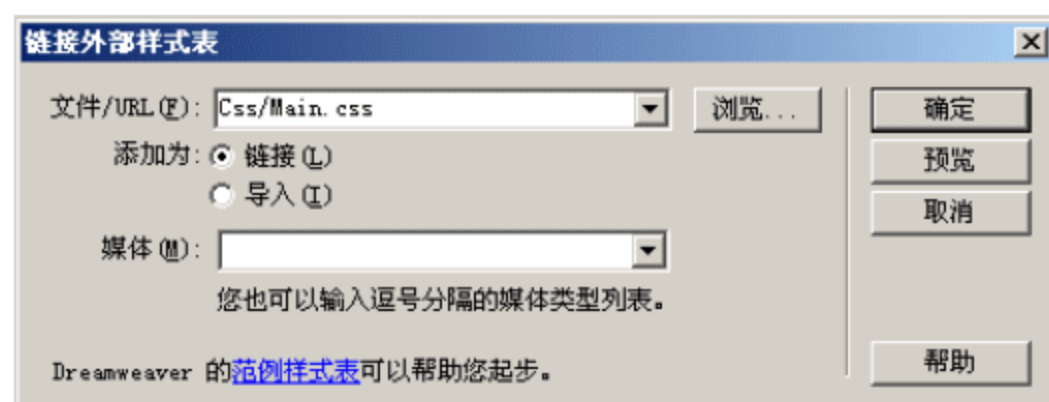 链接外部样式表
文件/URL(F): Css/Main.css 浏览... 确定
添加为: 链接(L) 预览
导入(I) 取消
媒体(M):
您也可以输入逗号分隔的媒体类型列表。
Dreamweaver 的范例样式表可以帮助您起步。 帮助